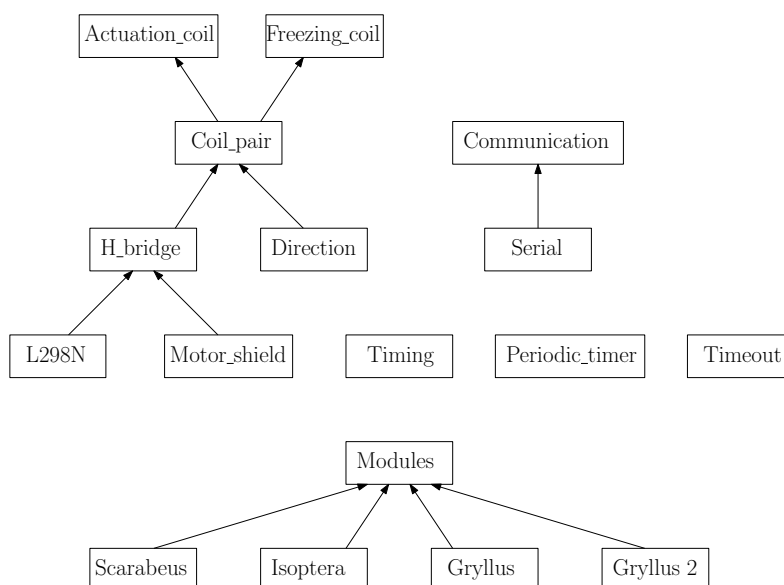 Actuation_coil
Freezing_coil
Coil_pair
Communication
H_bridge
Direction
Serial
L298N
Motor_shield
Timing
Periodic_timer
Timeout
Modules
Scarabeus
Isoptera
Gryllus
Gryllus 2